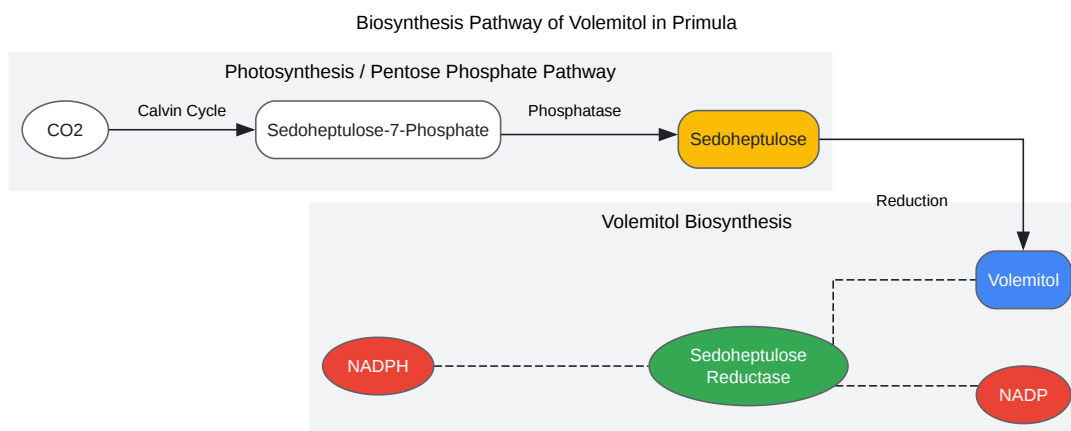 Biosynthesis Pathway of Volemitol in Primula
Photosynthesis / Pentose Phosphate Pathway
CO2
Calvin Cycle
Sedoheptulose-7-Phosphate
Phosphatase
Sedoheptulose
Reduction
Volemitol Biosynthesis
Volemitol
NADPH
Sedoheptulose
Reductase
NADP